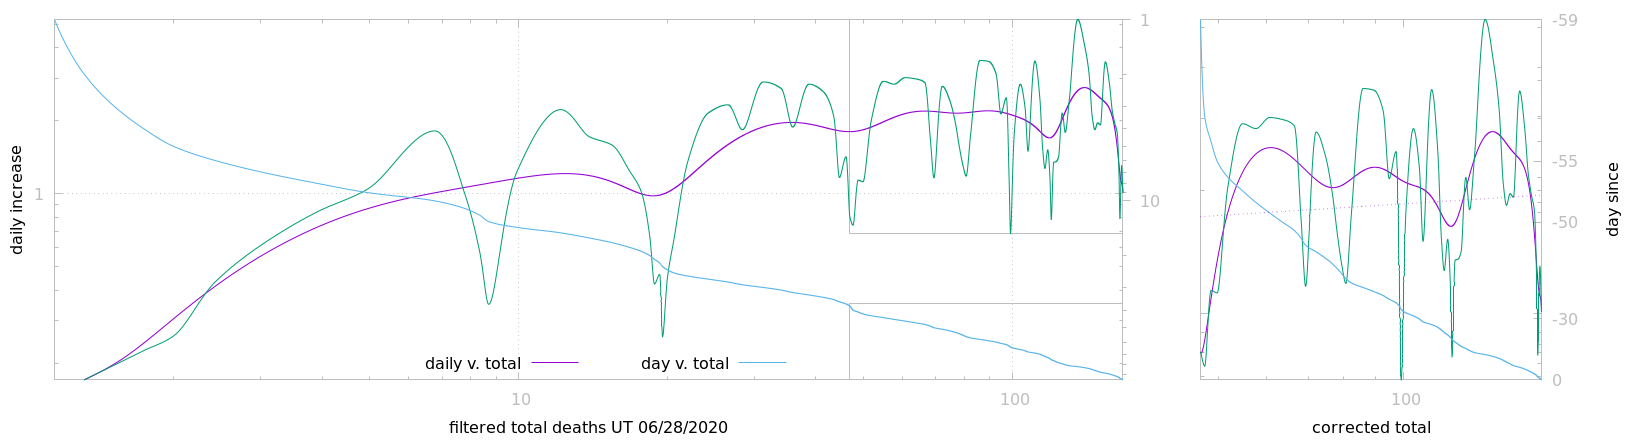 daily increase
1
10
100
1
10
daily v. total
day v. total
filtered total deaths UT 06/28/2020
-59
-55
-50
-30
0
day since
100
corrected total